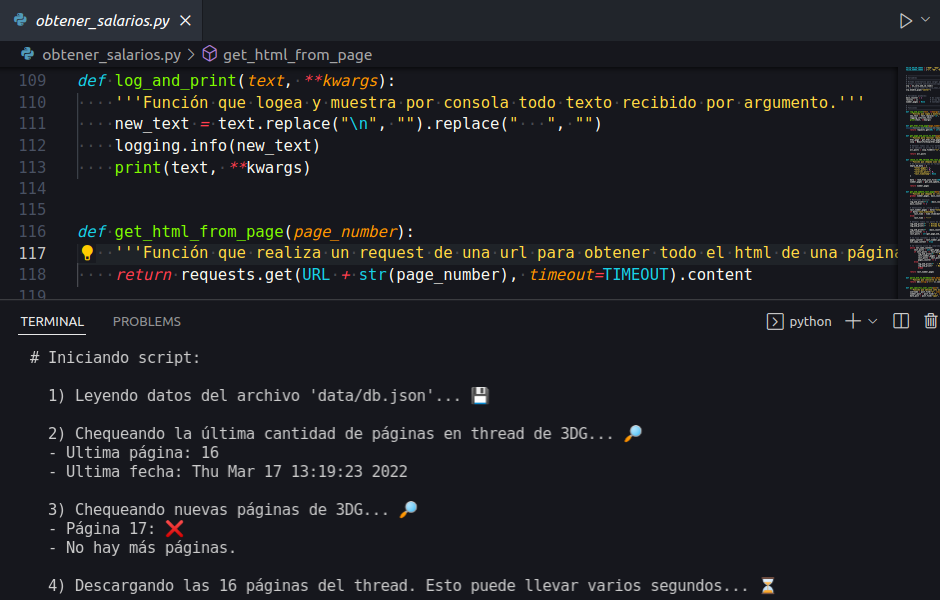 obtener_salarios.py
obtener_salarios.py > get_html_from_page
109 def log_and_print(text, **kwargs):
110 '''Función que logea y muestra por consola todo texto recibido por argumento.'''
111 new_text = text.replace("\n", "").replace("   ", "")
112 logging.info(new_text)
113 print(text, **kwargs)
114
115
116 def get_html_from_page(page_number):
117 '''Función que realiza un request de una url para obtener todo el html de una página
118 return requests.get(URL + str(page_number), timeout=TIMEOUT).content
119
TERMINAL PROBLEMS python
# Iniciando script:
1) Leyendo datos del archivo 'data/db.json'... 💾
2) Chequeando la última cantidad de páginas en thread de 3DG... 🔎
- Ultima página: 16
- Ultima fecha: Thu Mar 17 13:19:23 2022
3) Chequeando nuevas páginas de 3DG... 🔎
- Página 17: ❌
- No hay más páginas.
4) Descargando las 16 páginas del thread. Esto puede llevar varios segundos... ⏳